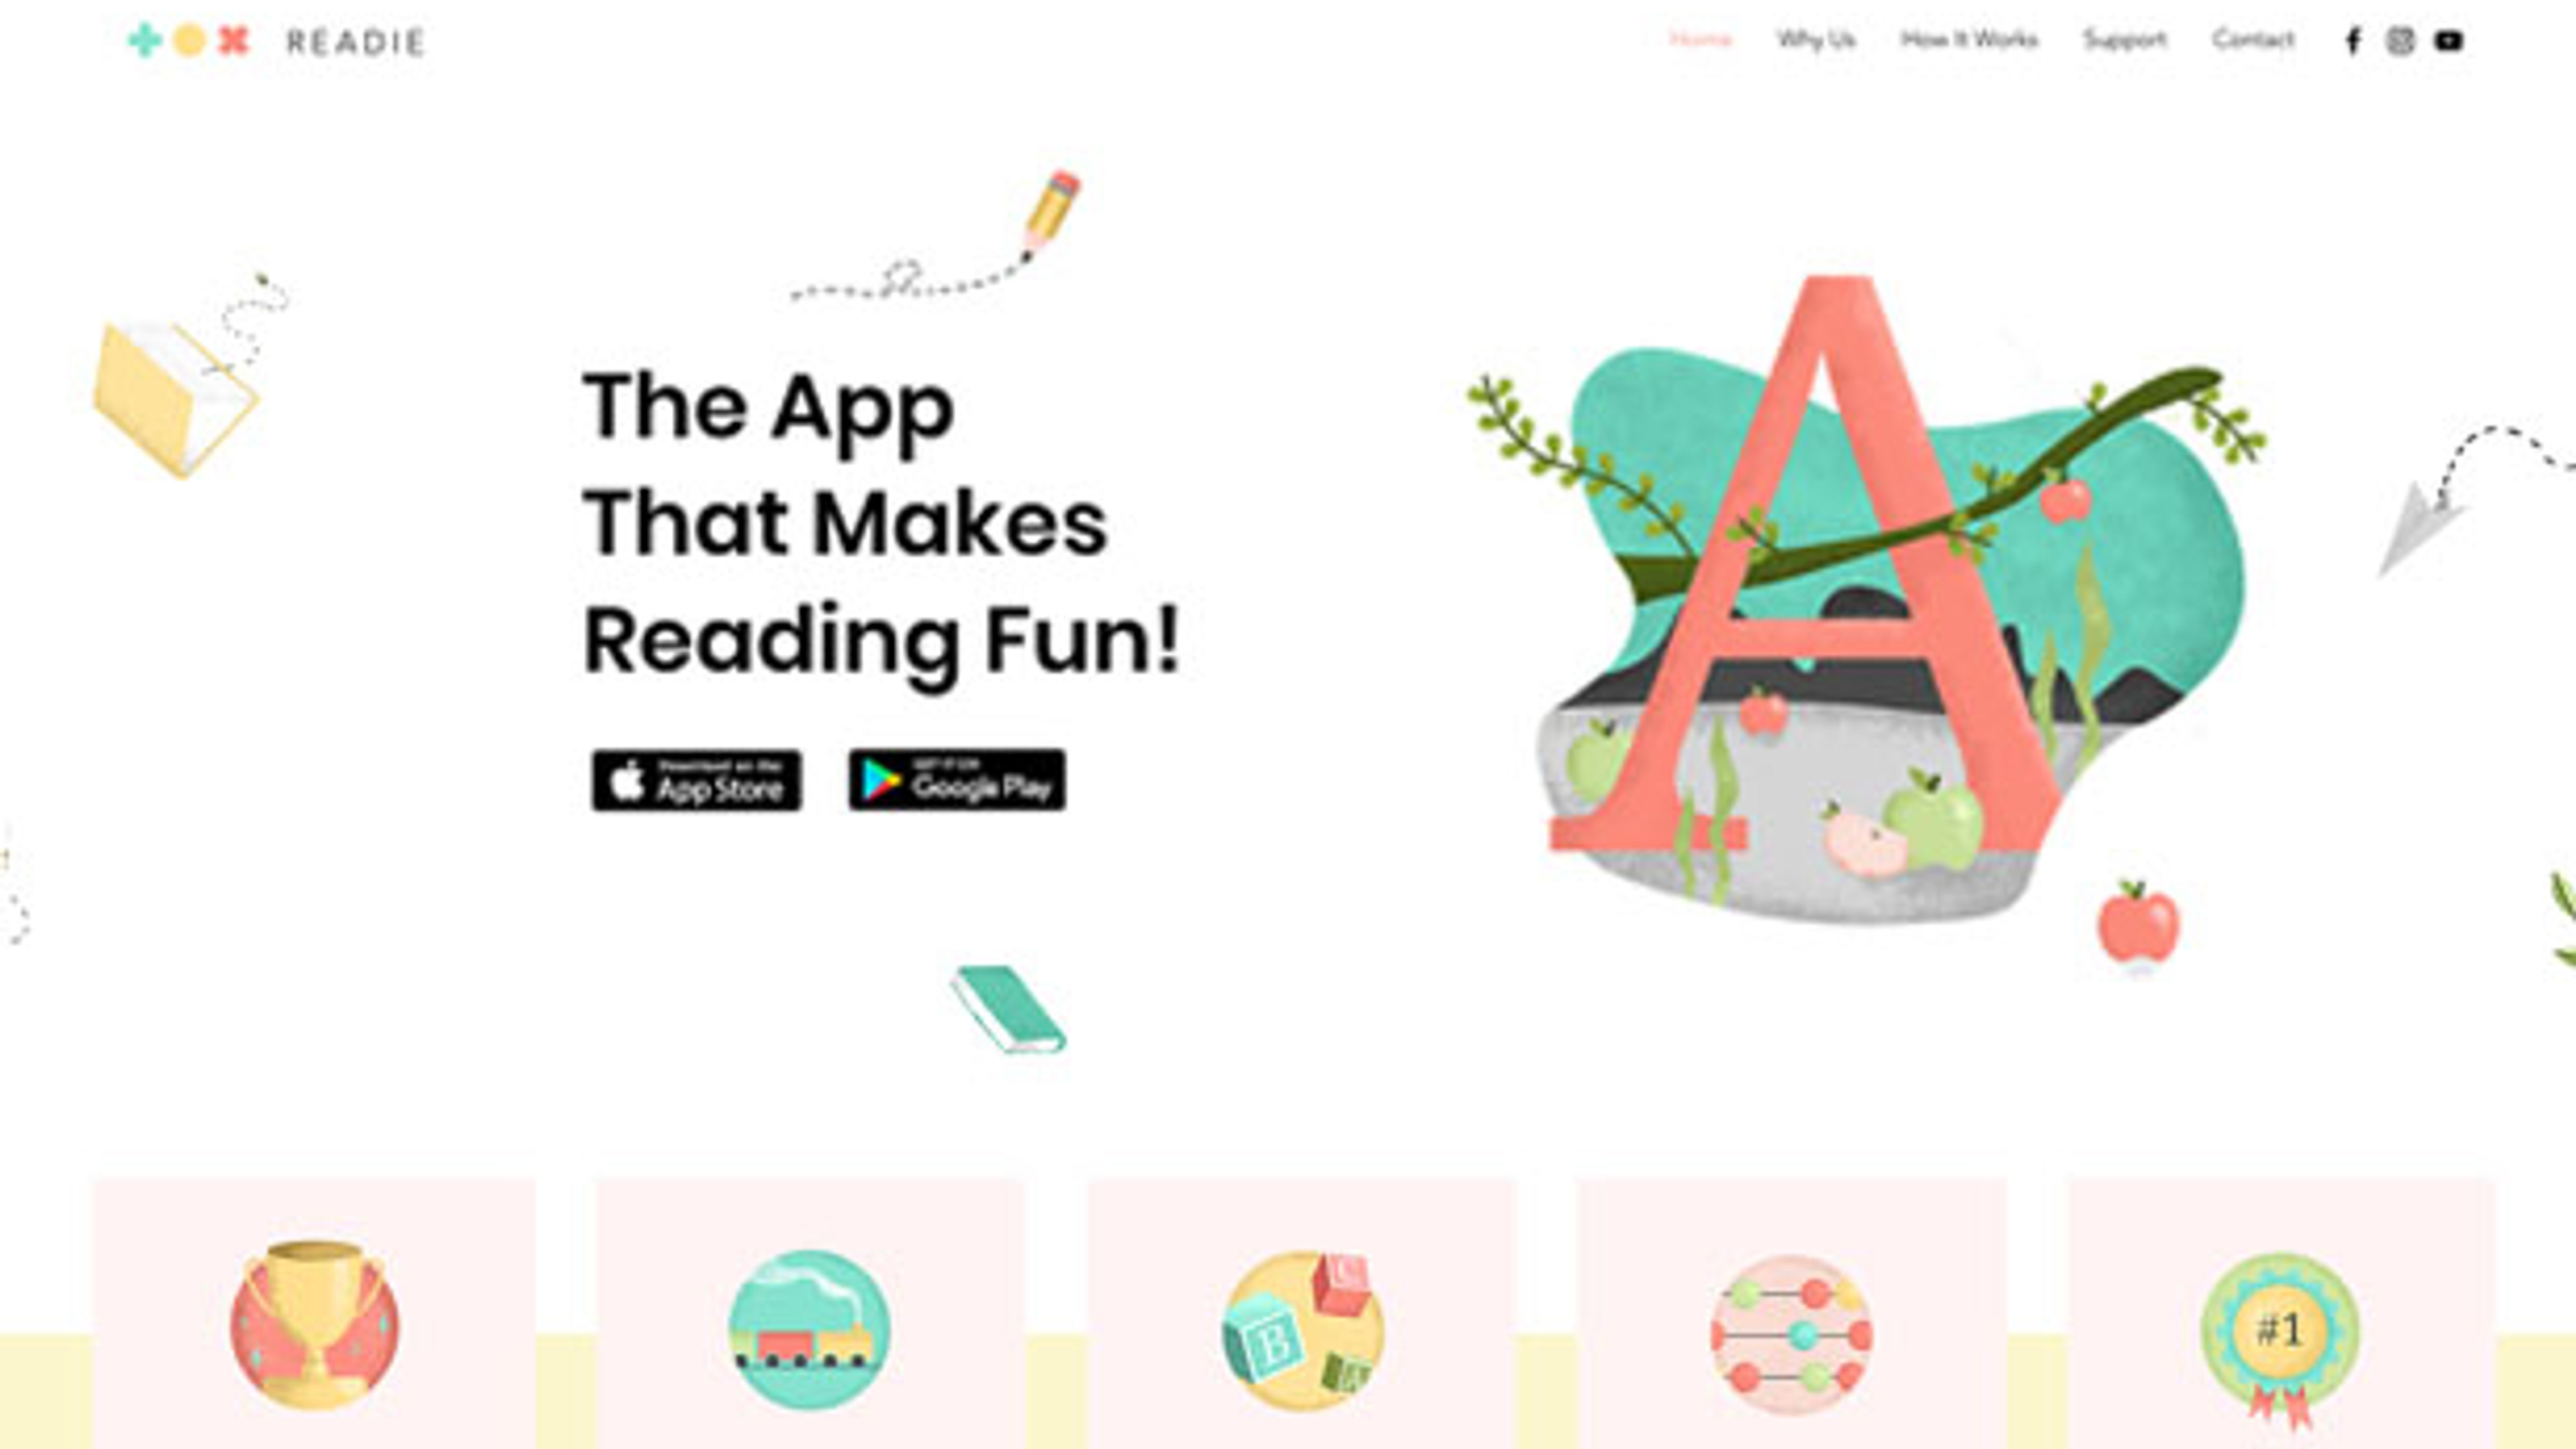 READIE
Home Why Us How It Works Support Contact
The App
That Makes
Reading Fun!
Download on the
App Store
GET IT ON
Google Play
A
C
B
A
#1